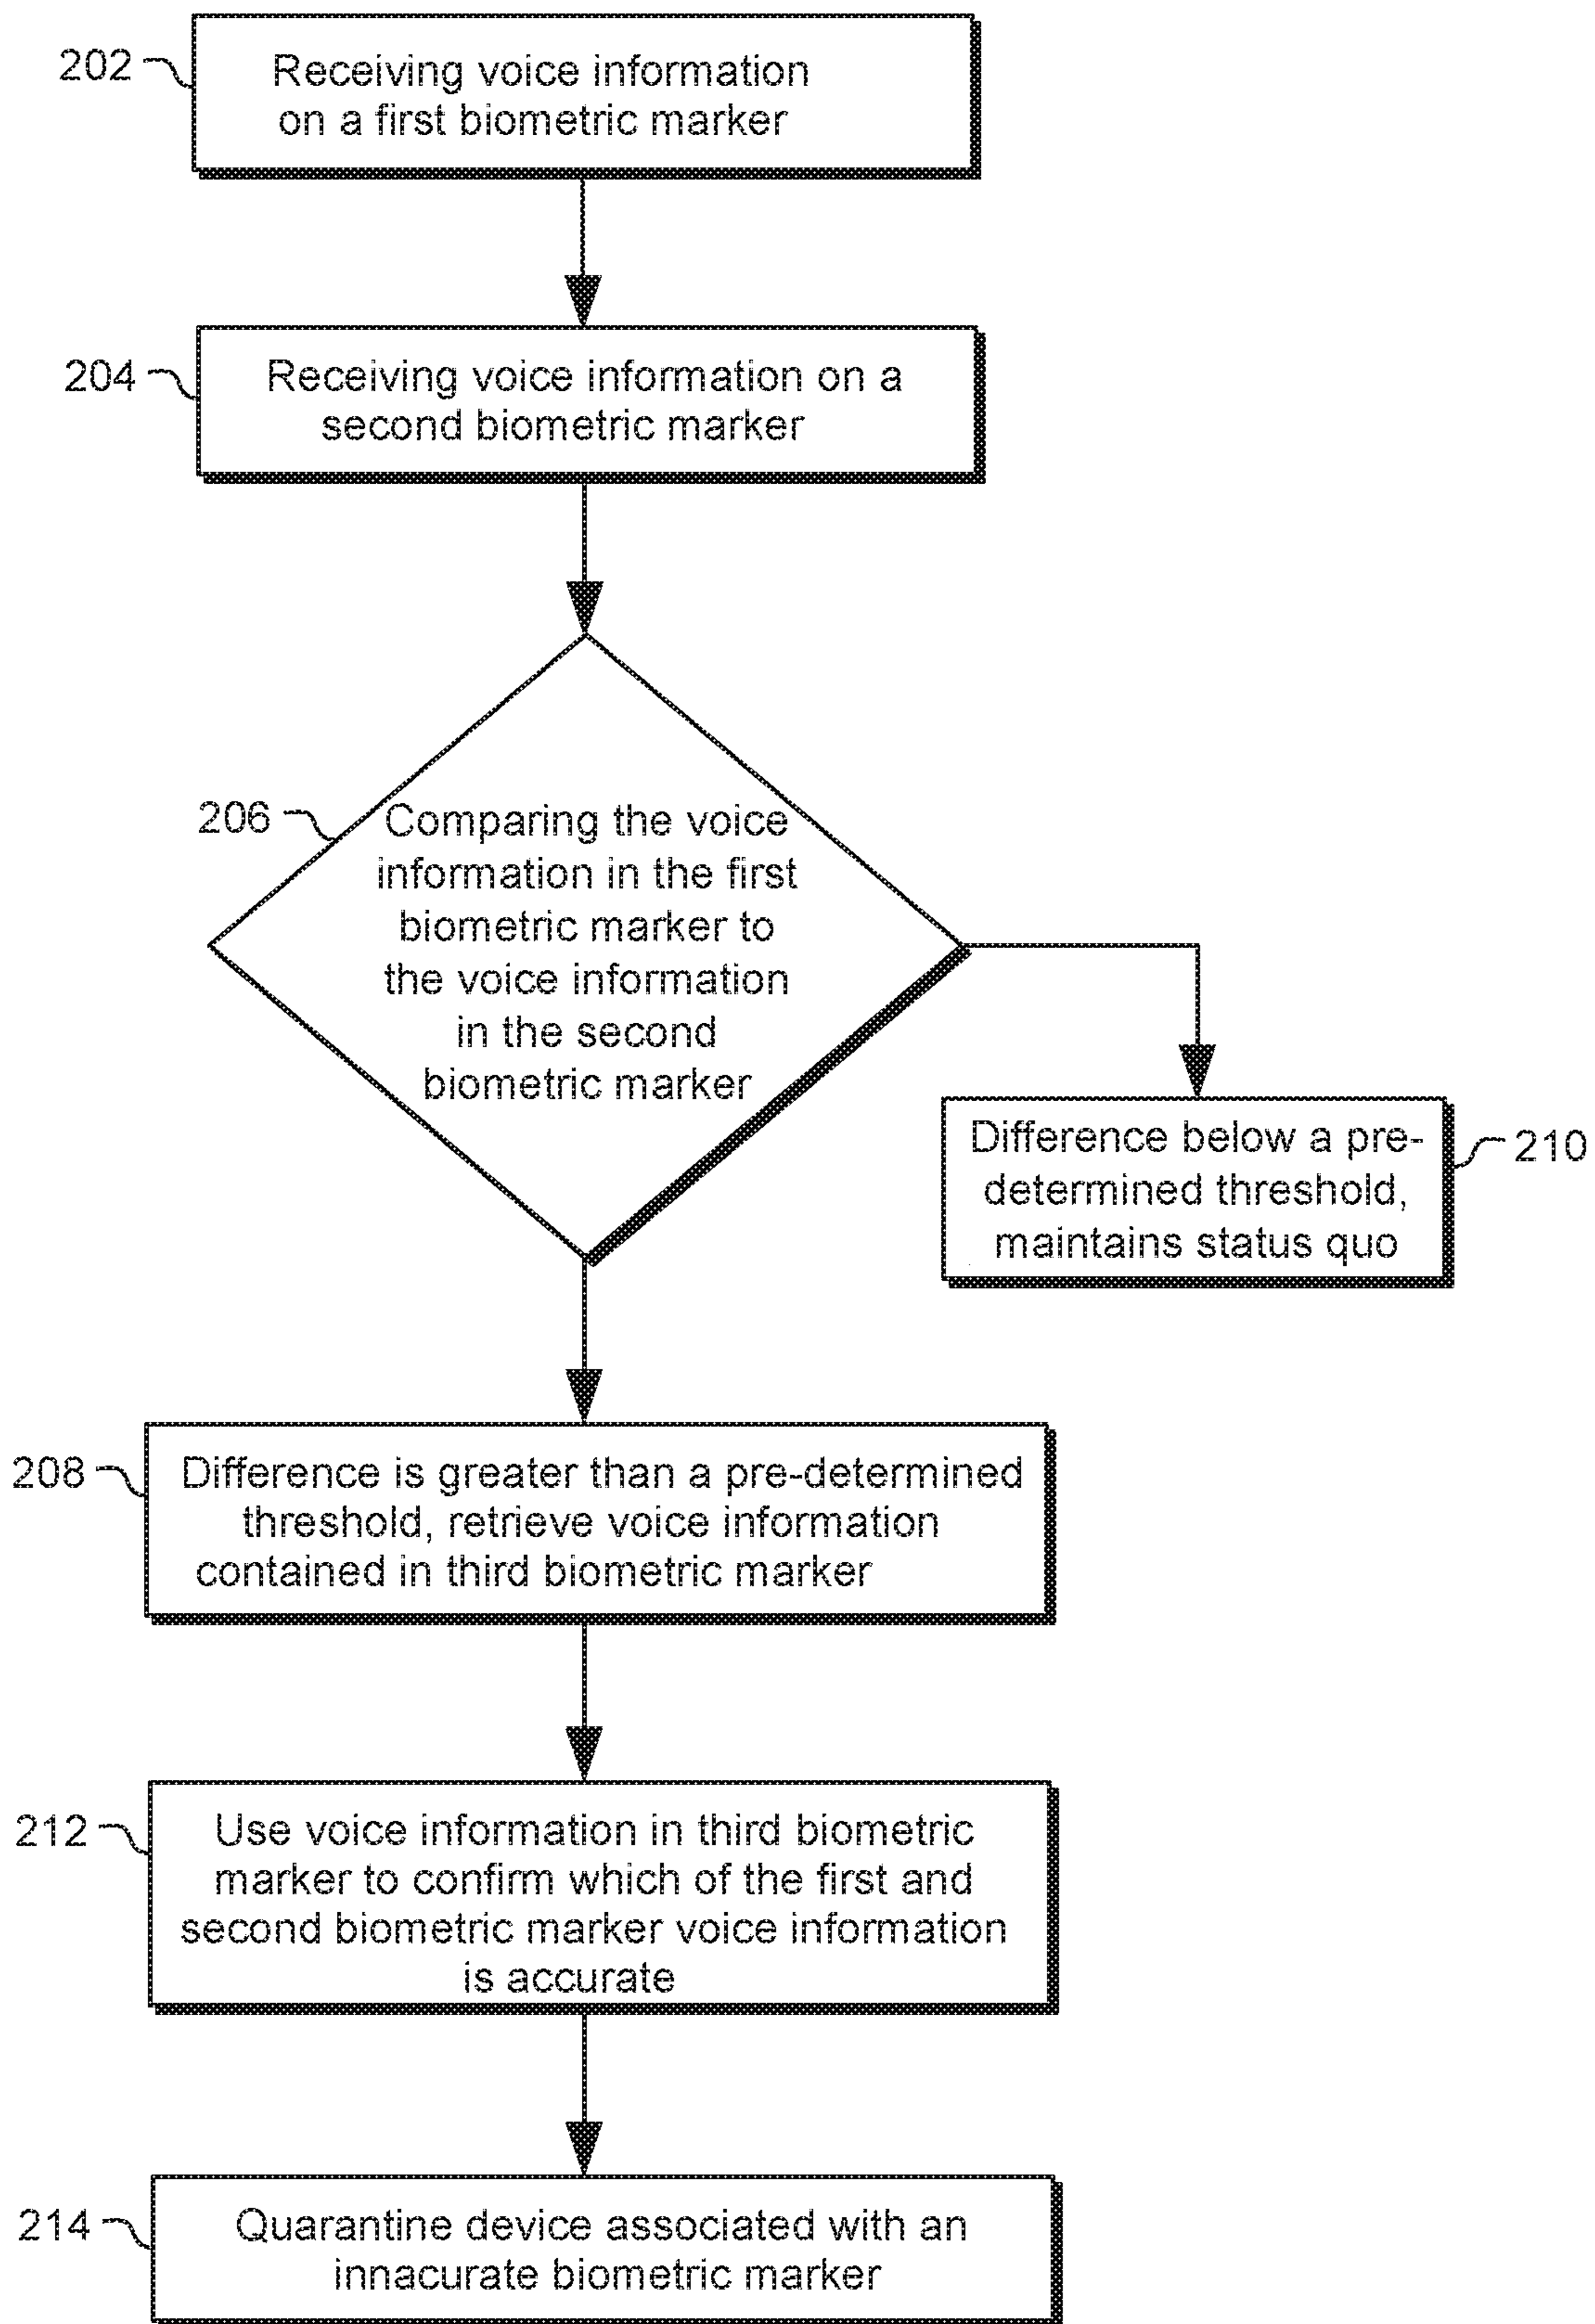 202
Receiving voice information
on a first biometric marker
204
Receiving voice information on a
second biometric marker
206
Comparing the voice
information in the first
biometric marker to
the voice information
in the second
biometric marker
Difference below a pre-
determined threshold,
maintains status quo
210
208
Difference is greater than a pre-determined
threshold, retrieve voice information
contained in third biometric marker
212
Use voice information in third biometric
marker to confirm which of the first and
second biometric marker voice information
is accurate
214
Quarantine device associated with an
innacurate biometric marker